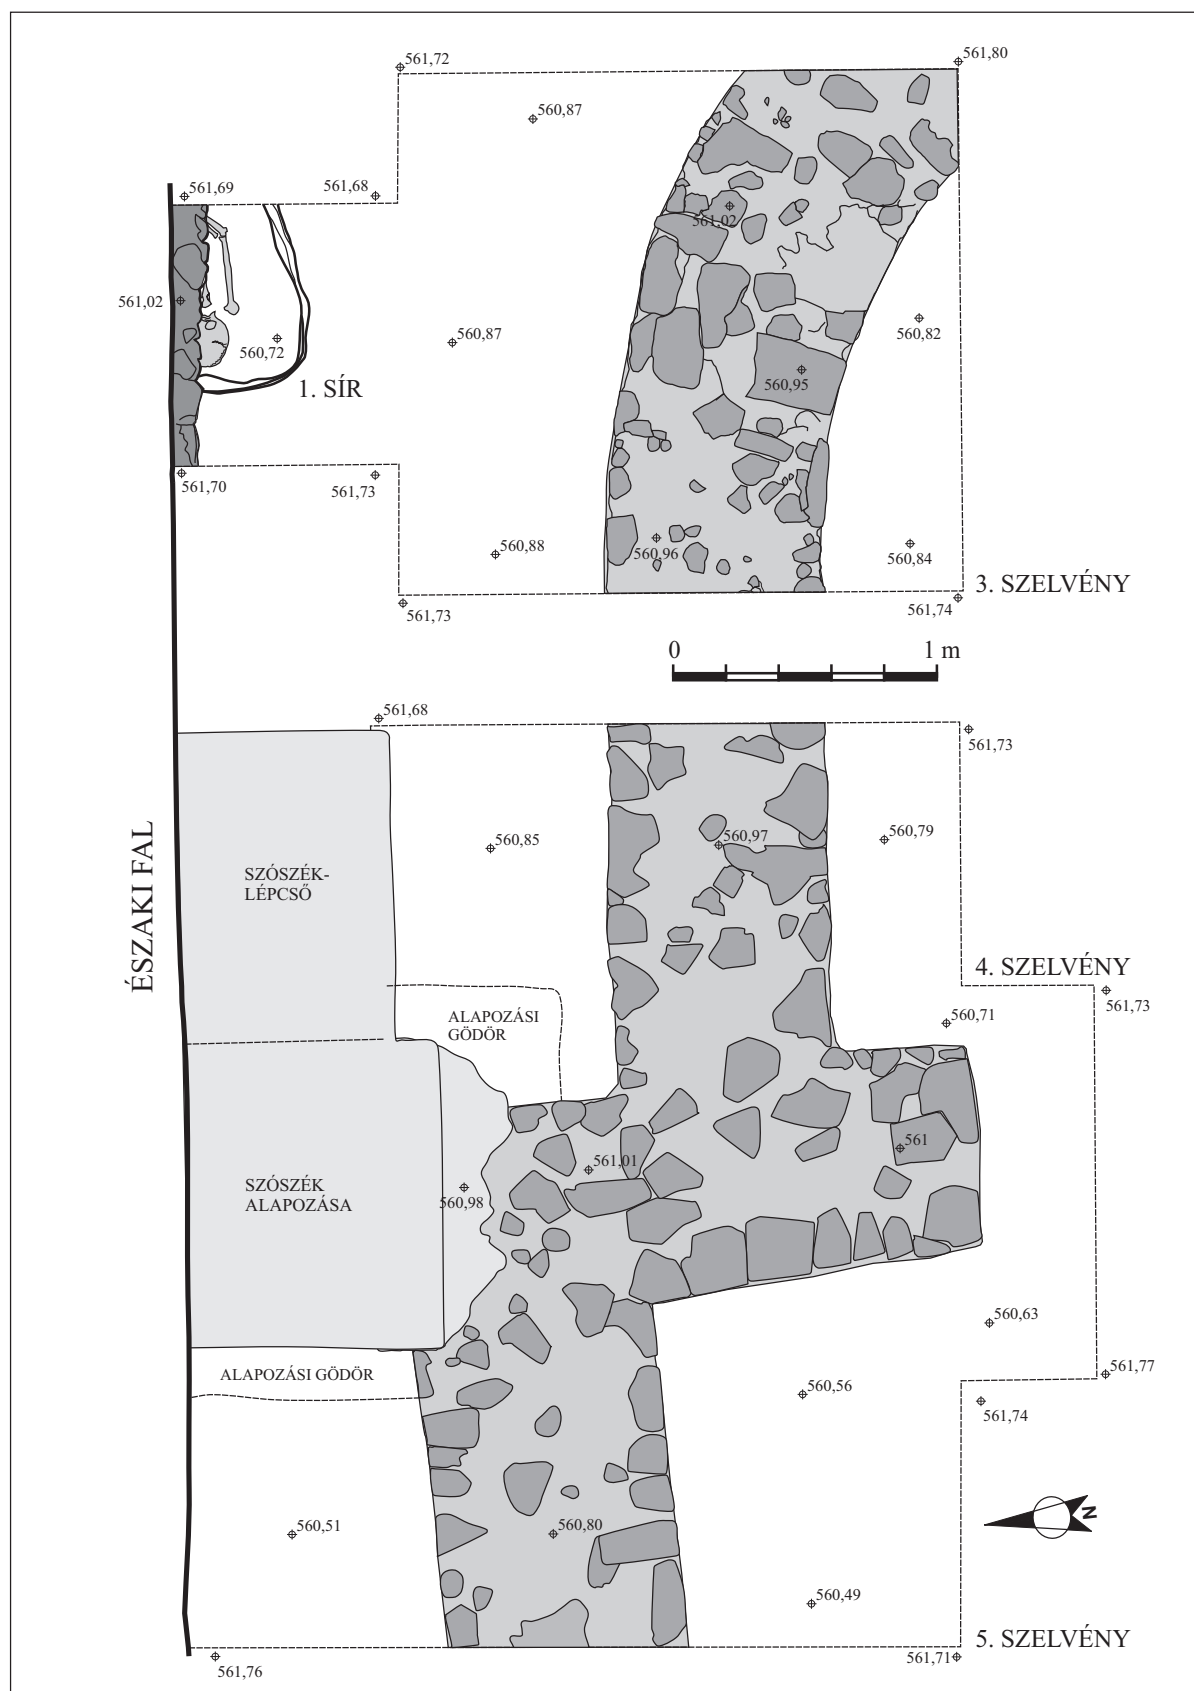 561,72
561,80
560,87
561,69
561,68
561,02
561,02
560,82
560,72
560,87
1. SÍR
560,95
561,70
561,73
560,88
560,96
560,84
3. SZELVÉNY
561,73
561,74
0
1 m
561,68
561,73
ÉSZAKI FAL
560,85
560,97
560,79
SZÓSZÉK-
LÉPCSŐ
4. SZELVÉNY
561,73
ALAPOZÁSI
GÖDÖR
560,71
561
561,01
SZÓSZÉK
ALAPOZÁSA
560,98
560,63
ALAPOZÁSI GÖDÖR
561,77
560,56
561,74
N
560,51
560,80
560,49
5. SZELVÉNY
561,76
561,71